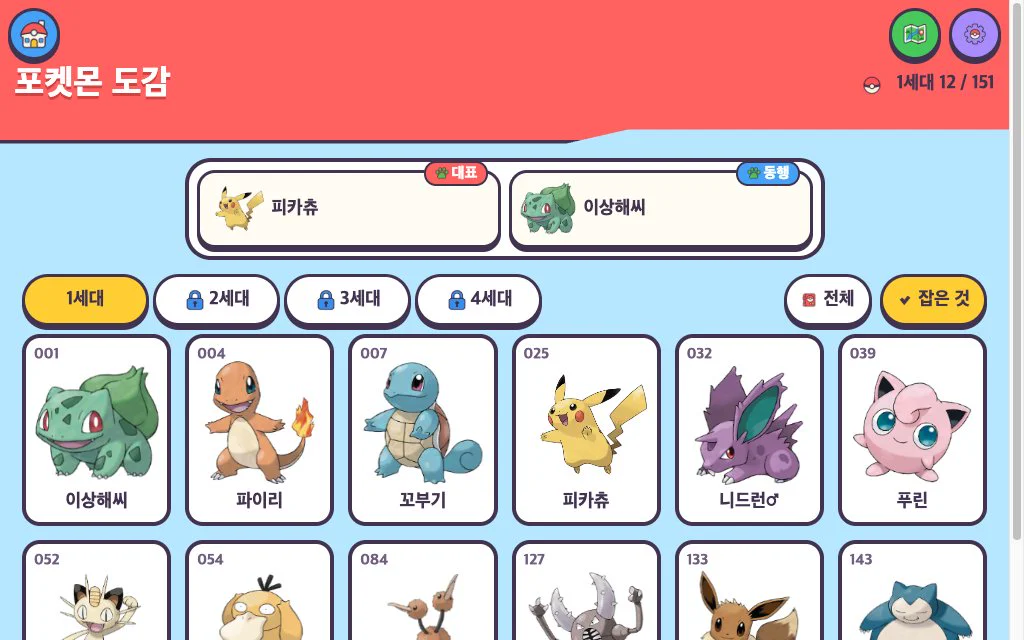 포켓몬 도감
1세대 12 / 151
대표
피카츄
동행
이상해씨
1세대
2세대
3세대
4세대
전체
잡은 것
001
이상해씨
004
파이리
007
꼬부기
025
피카츄
032
니드런♂
039
푸린
052
054
084
127
133
143